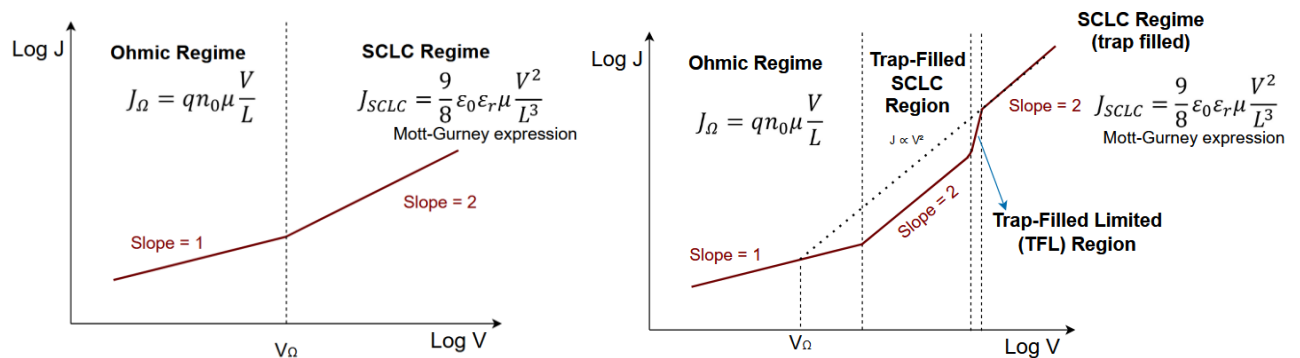 Log J
Ohmic Regime
J_Ω = qn₀μ V/L
SCLC Regime
J_SCLC = 9/8 ε₀ε_rμ V²/L³
Mott-Gurney expression
Slope = 1
Slope = 2
V_Ω
Log V
Log J
Ohmic Regime
J_Ω = qn₀μ V/L
Trap-Filled
SCLC
Region
J ∝ V²
SCLC Regime
(trap filled)
Slope = 2
J_SCLC = 9/8 ε₀ε_rμ V²/L³
Mott-Gurney expression
Slope = 2
Trap-Filled Limited
(TFL) Region
Slope = 1
V_Ω
Log V